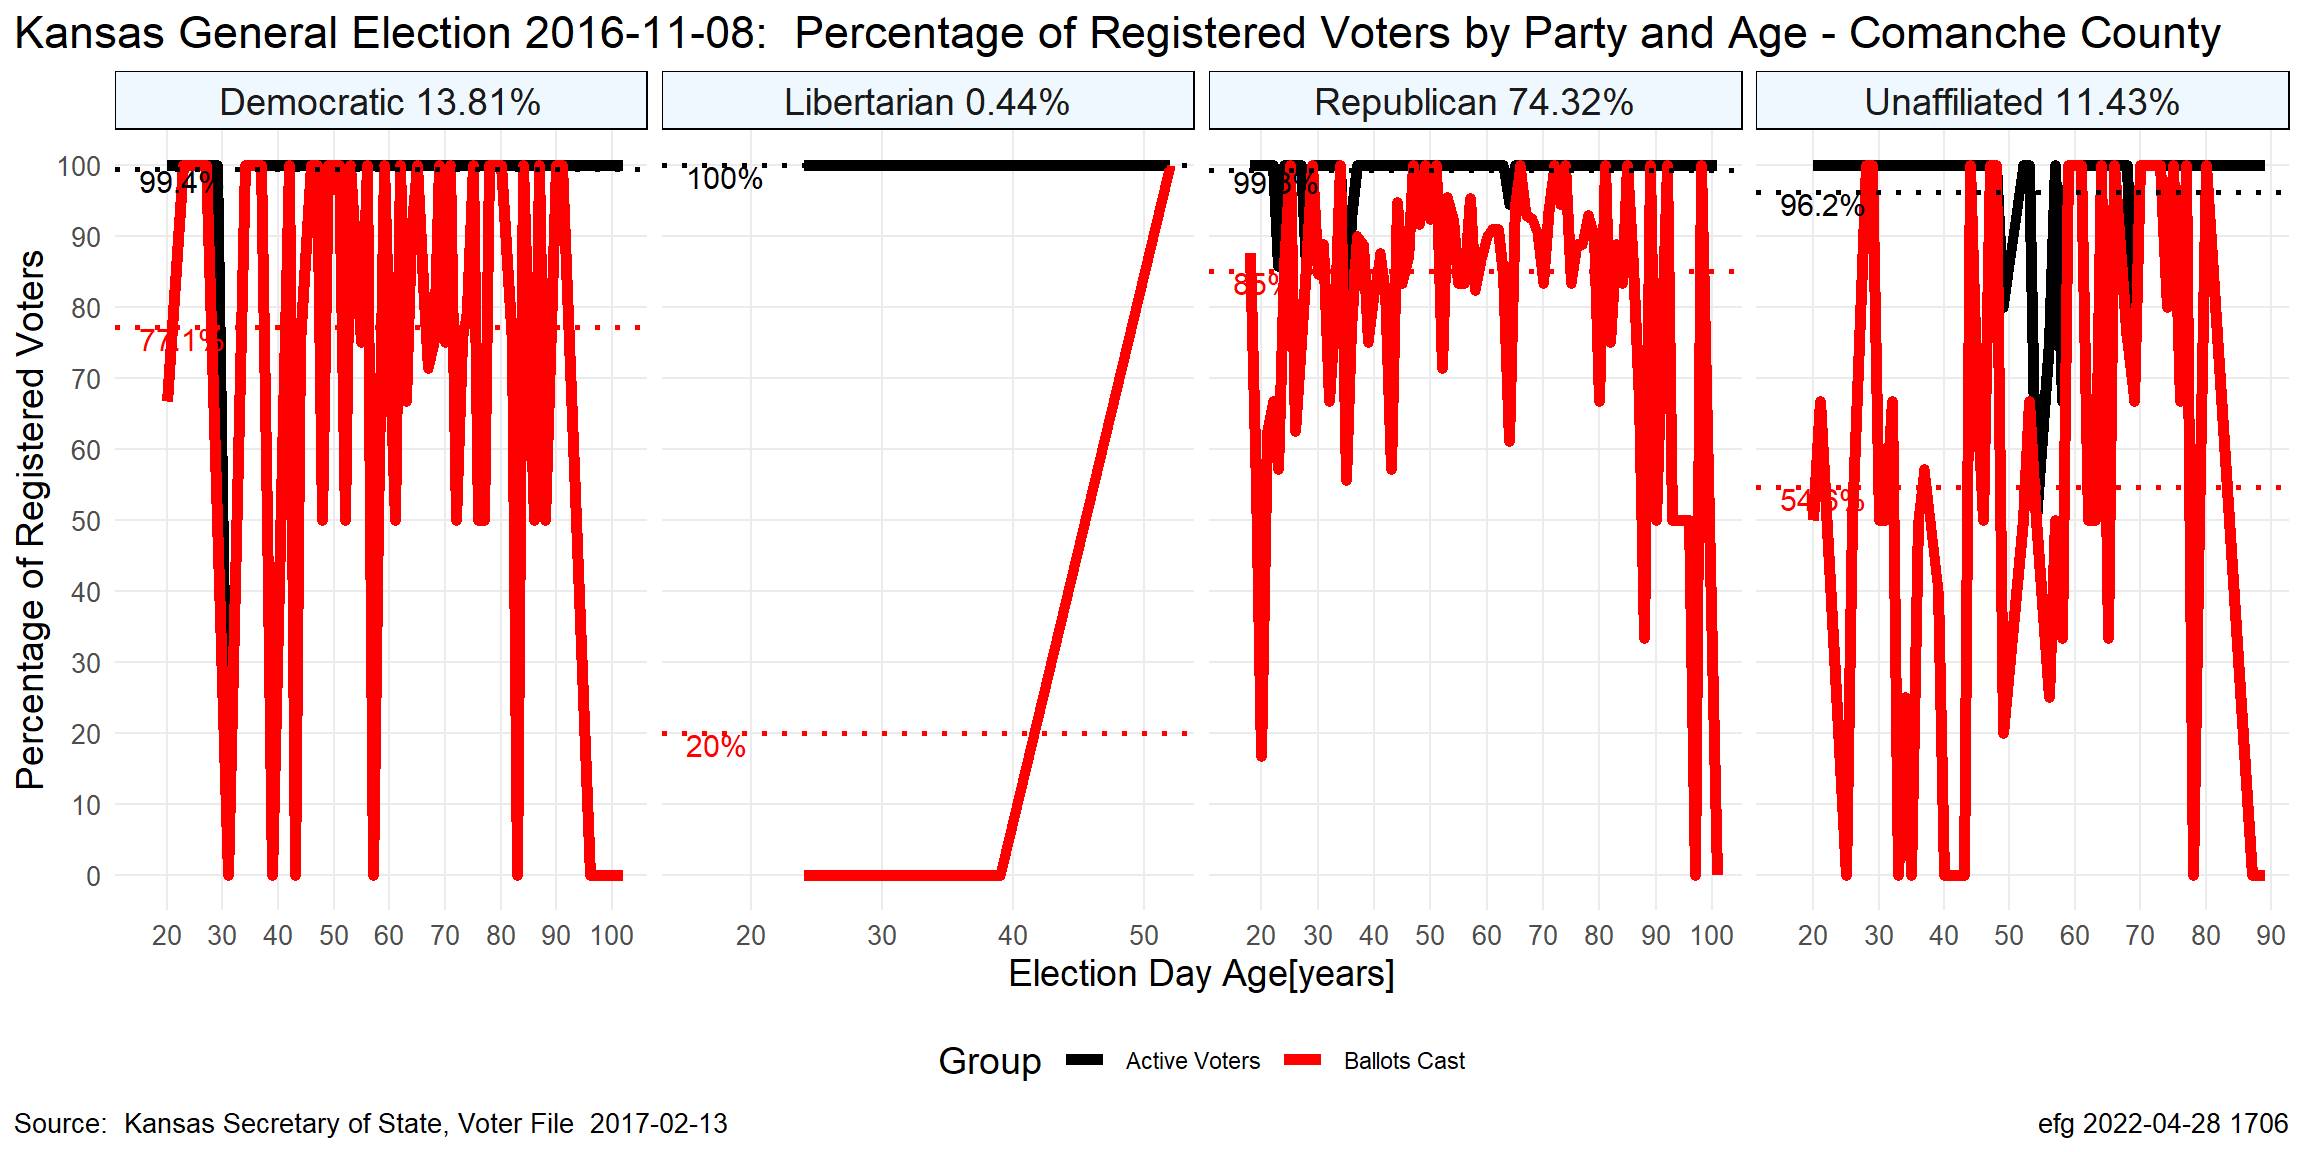 Kansas General Election 2016-11-08:  Percentage of Registered Voters by Party and Age - Comanche County
Democratic 13.81%
Libertarian 0.44%
Republican 74.32%
Unaffiliated 11.43%
Percentage of Registered Voters
100
90
80
70
60
50
40
30
20
10
0
99.4%
77.1%
100%
20%
99.3%
85%
96.2%
54.6%
20 30 40 50 60 70 80 90 100
20 30 40 50
20 30 40 50 60 70 80 90 100
20 30 40 50 60 70 80 90
Election Day Age[years]
Group Active Voters Ballots Cast
Source:  Kansas Secretary of State, Voter File  2017-02-13
efg 2022-04-28 1706